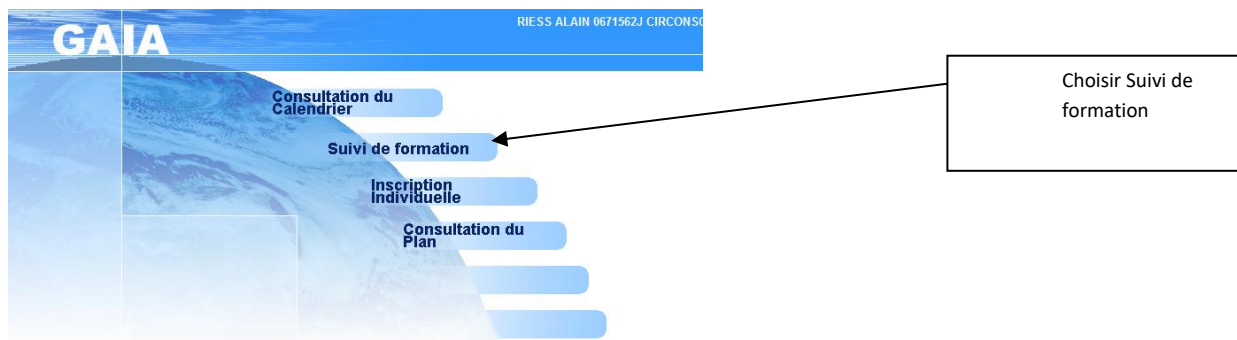 RIESS ALAIN 0671562J CIRCONSC
GAIA
Consultation du
Calendrier
Choisir Suivi de
formation
Suivi de formation
Inscription
Individuelle
Consultation du
Plan